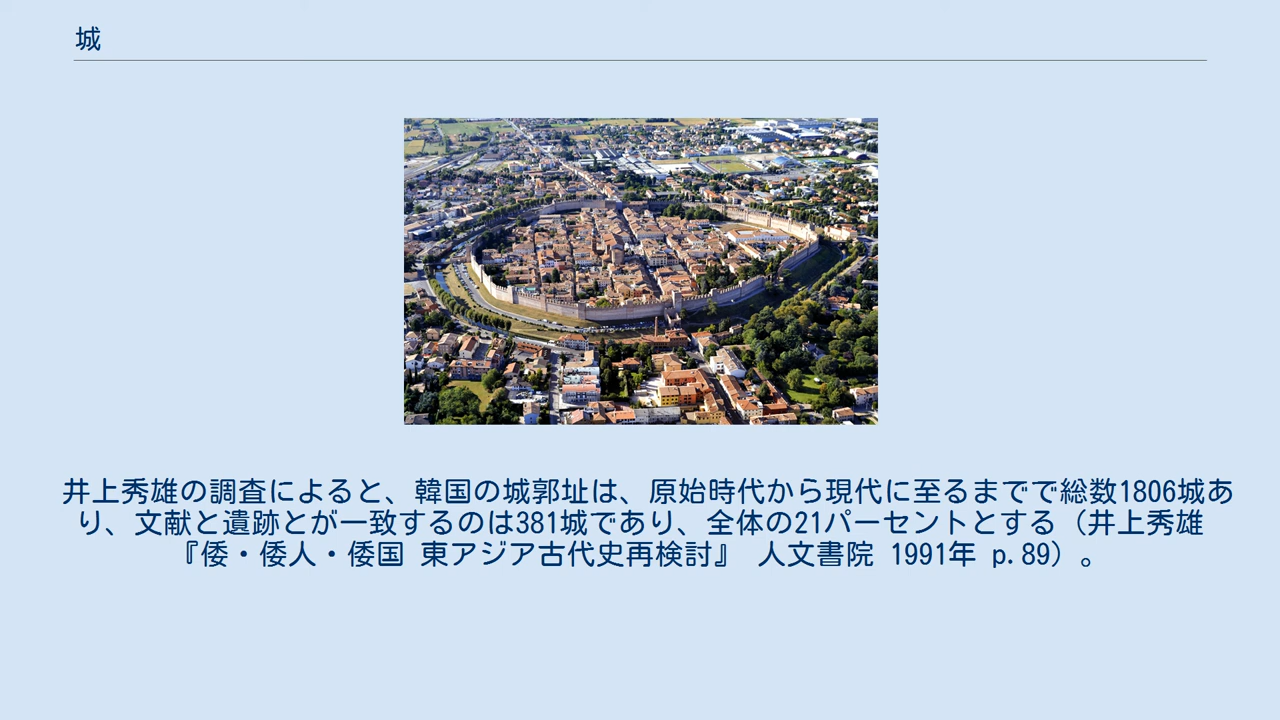 城
井上秀雄の調査によると、韓国の城郭址は、原始時代から現代に至るまでで総数1806城あ
り、文献と遺跡とが一致するのは381城であり、全体の21パーセントとする（井上秀雄
『倭・倭人・倭国 東アジア古代史再検討』 人文書院 1991年 p.89）。